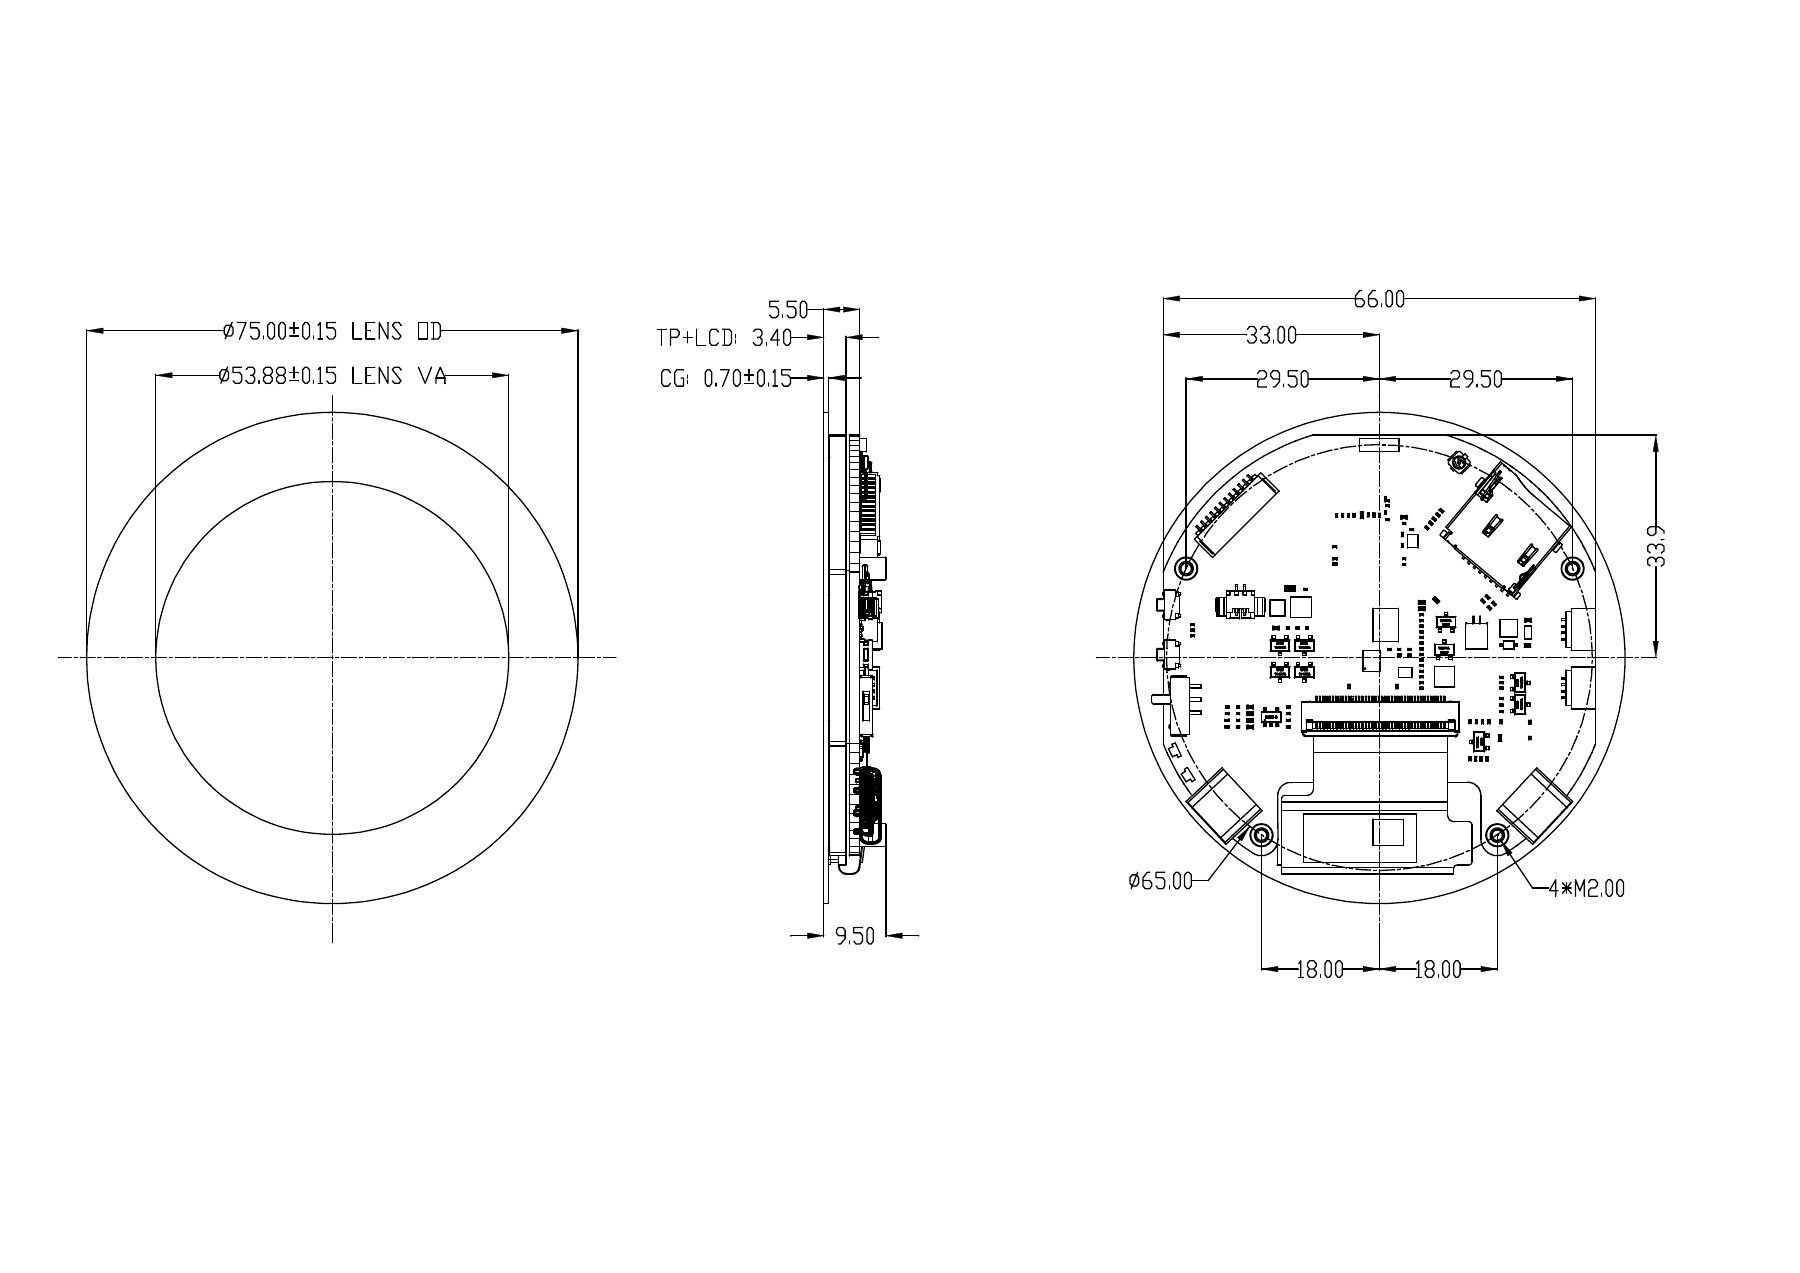 ø75.00±0.15 LENS OD
ø53.88±0.15 LENS VA
5.50
TP+LCD: 3.40
CG: 0.70±0.15
9.50
66.00
33.00
29.50 29.50
33.9
ø65.00
4*M2.00
18.00 18.00